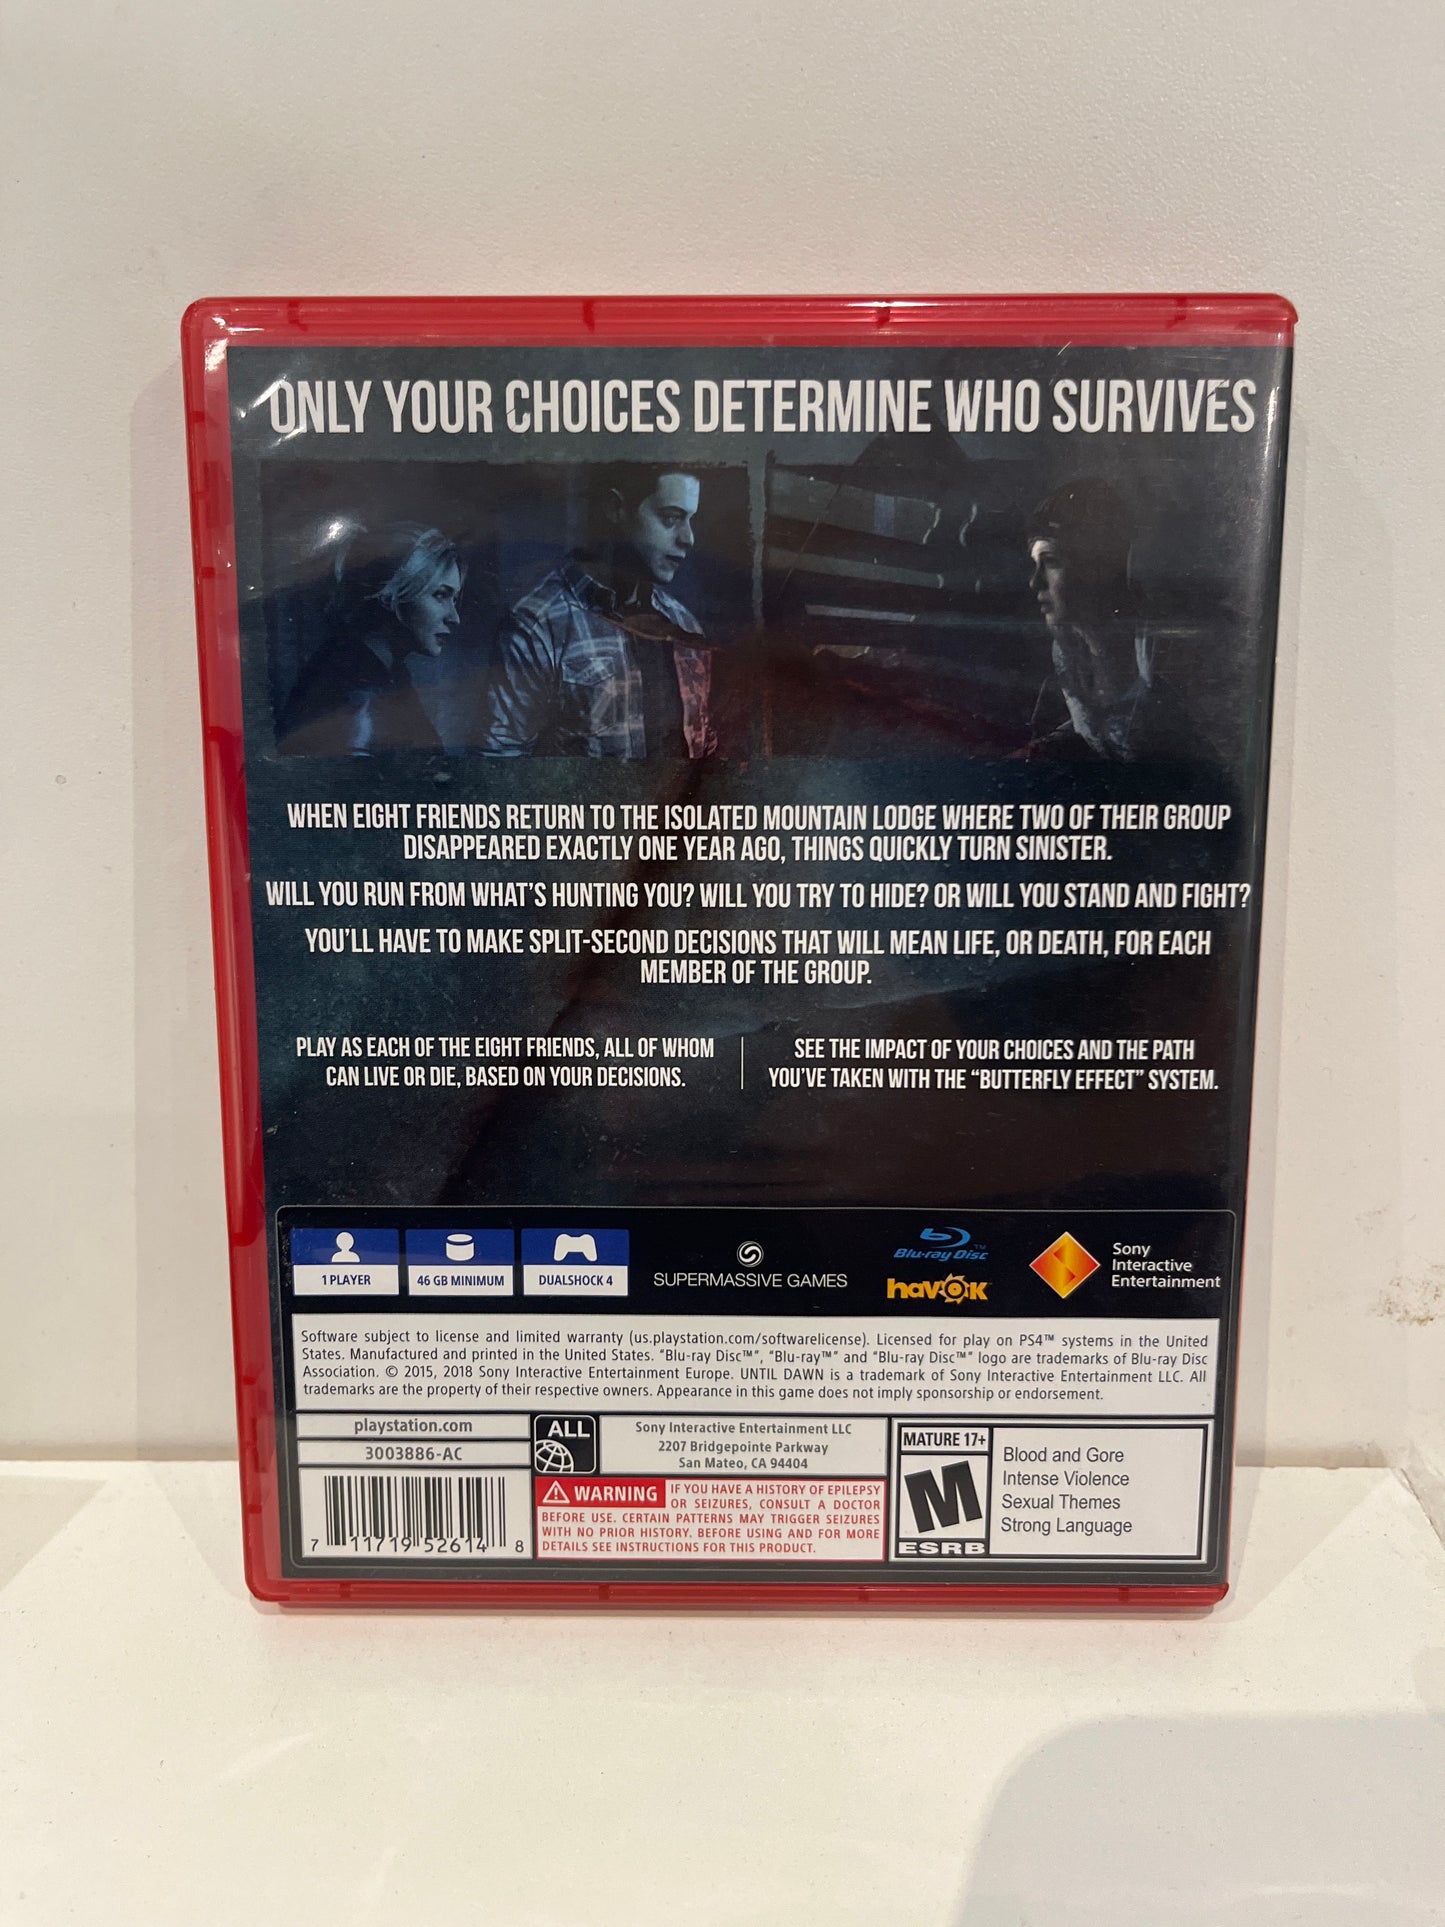 ONLY YOUR CHOICES DETERMINE WHO SURVIVES
WHEN EIGHT FRIENDS RETURN TO THE ISOLATED MOUNTAIN LODGE WHERE TWO OF THEIR GROUP
DISAPPEARED EXACTLY ONE YEAR AGO, THINGS QUICKLY TURN SINISTER.
WILL YOU RUN FROM WHAT'S HUNTING YOU? WILL YOU TRY TO HIDE? OR WILL YOU STAND AND FIGHT?
YOU'LL HAVE TO MAKE SPLIT-SECOND DECISIONS THAT WILL MEAN LIFE, OR DEATH, FOR EACH
MEMBER OF THE GROUP.
PLAY AS EACH OF THE EIGHT FRIENDS, ALL OF WHOM
CAN LIVE OR DIE, BASED ON YOUR DECISIONS.
SEE THE IMPACT OF YOUR CHOICES AND THE PATH
YOU'VE TAKEN WITH THE “BUTTERFLY EFFECT” SYSTEM.
1 PLAYER
46 GB MINIMUM
DUALSHOCK 4
SUPERMASSIVE GAMES
Blu-ray Disc™
havok™
Sony
Interactive
Entertainment
Software subject to license and limited warranty (us.playstation.com/softwarelicense). Licensed for play on PS4™ systems in the United
States. Manufactured and printed in the United States. "Blu-ray Disc™", "Blu-ray™" and "Blu-ray Disc™" logo are trademarks of Blu-ray Disc
Association. © 2015, 2018 Sony Interactive Entertainment Europe. UNTIL DAWN is a trademark of Sony Interactive Entertainment LLC. All
trademarks are the property of their respective owners. Appearance in this game does not imply sponsorship or endorsement.
playstation.com
3003886-AC
7 11719 52614 8
ALL
Sony Interactive Entertainment LLC
2207 Bridgepointe Parkway
San Mateo, CA 94404
WARNING IF YOU HAVE A HISTORY OF EPILEPSY
OR SEIZURES, CONSULT A DOCTOR
BEFORE USE. CERTAIN PATTERNS MAY TRIGGER SEIZURES
WITH NO PRIOR HISTORY. BEFORE USING AND FOR MORE
DETAILS SEE INSTRUCTIONS FOR THIS PRODUCT.
MATURE 17+
M
ESRB
Blood and Gore
Intense Violence
Sexual Themes
Strong Language